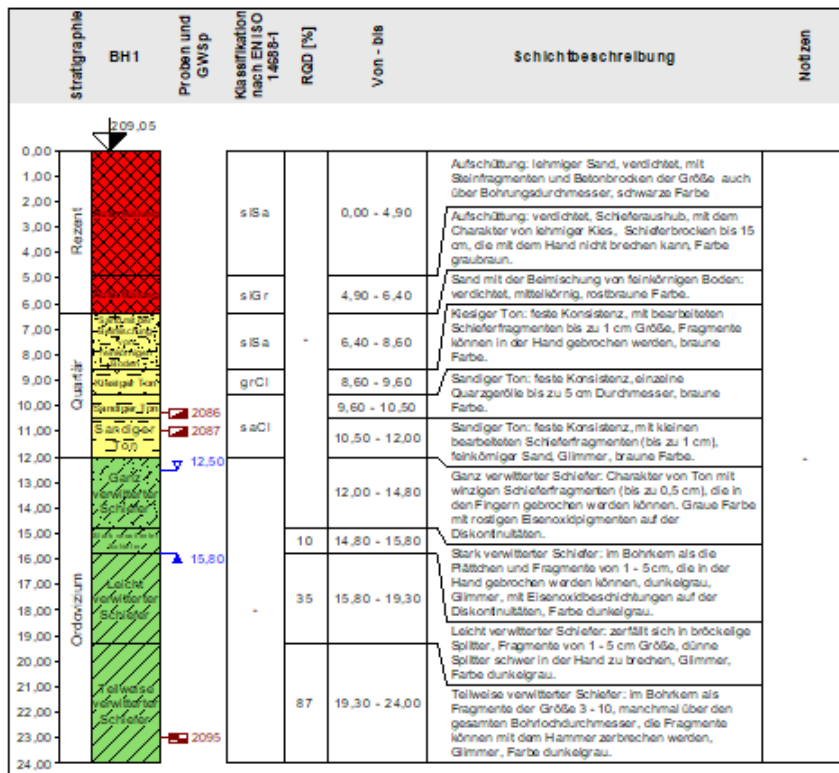 Stratigraphie
BH1
Proben und
GWSp
Klassifikation
nach EN ISO
14688-1
RQD [%]
Von - bis
Schichtbeschreibung
Notizen
209,05
0,00
1,00
2,00
3,00
4,00
5,00
6,00
7,00
8,00
9,00
10,00
11,00
12,00
13,00
14,00
15,00
16,00
17,00
18,00
19,00
20,00
21,00
22,00
23,00
24,00
Rezent
Quartär
Ordovizium
Kiesiger Ton
Sandiger Ton
Sandiger
Ton
Ganz
verwitterter
Schiefer
Leicht
verwitterter
Schiefer
Teilweise
verwitterter
Schiefer
2086
2087
12,50
15,80
2095
siSa
siGr
siSa
grCl
saCl
-
-
10
35
87
0,00 - 4,90
4,90 - 6,40
6,40 - 8,60
8,60 - 9,60
9,60 - 10,50
10,50 - 12,00
12,00 - 14,80
14,80 - 15,80
15,80 - 19,30
19,30 - 24,00
Aufschüttung: lehmiger Sand, verdichtet, mit
Steinfragmenten und Betonbrocken der Größe auch
über Bohrungsdurchmesser, schwarze Farbe
Aufschüttung: verdichtet, Schieferaushub, mit dem
Charakter von lehmiger Kies, Schieferbrocken bis 15
cm, die mit dem Hand nicht brechen kann, Farbe
graubraun.
Sand mit der Beimischung von feinkörnigen Boden:
verdichtet, mittelkörnig, rostbraune Farbe.
Kiesiger Ton: feste Konsistenz, mit bearbeiteten
Schieferfragmenten bis zu 1 cm Größe, Fragmente
können in der Hand gebrochen werden, braune
Farbe.
Sandiger Ton: feste Konsistenz, einzelne
Quarzgerölle bis zu 5 cm Durchmesser, braune
Farbe.
Sandiger Ton: feste Konsistenz, mit kleinen
bearbeiteten Schieferfragmenten (bis zu 1 cm),
feinkörniger Sand, Glimmer, braune Farbe.
Ganz verwitterter Schiefer: Charakter von Ton mit
winzigen Schieferfragmenten (bis zu 0,5 cm), die in
den Fingern gebrochen werden können. Graue Farbe
mit rostigen Eisenoxidpigmenten auf der
Diskontinuitäten.
Stark verwitterter Schiefer: im Bohrkern als die
Plättchen und Fragmente von 1 - 5 cm, die in der
Hand gebrochen werden können, dunkelgrau,
Glimmer, mit Eisenoxidbeschichtungen auf der
Diskontinuitäten, Farbe dunkelgrau.
Leicht verwitterter Schiefer: zerfällt sich in bröckelige
Splitter, Fragmente von 1 - 5 cm Größe, dünne
Splitter schwer in der Hand zu brechen, Glimmer,
Farbe dunkelgrau.
Teilweise verwitterter Schiefer: im Bohrkern als
Fragmente der Größe 3 - 10, manchmal über den
gesamten Bohrlochdurchmesser, die Fragmente
können mit dem Hammer zerbrechen werden,
Glimmer, Farbe dunkelgrau.
-